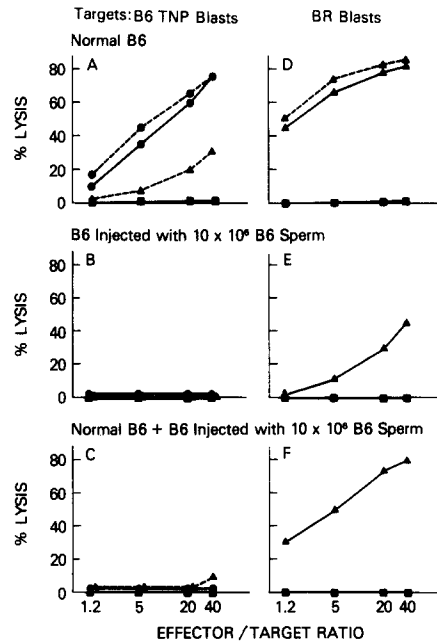 Targets: B6 TNP Blasts BR Blasts
Normal B6
A D
% LYSIS
80
60
40
20
0
B6 Injected with 10 x 10⁶ B6 Sperm
B E
% LYSIS
80
60
40
20
0
Normal B6 + B6 Injected with 10 x 10⁶ B6 Sperm
C F
% LYSIS
80
60
40
20
0
1.2 5 20 40 1.2 5 20 40
EFFECTOR / TARGET RATIO